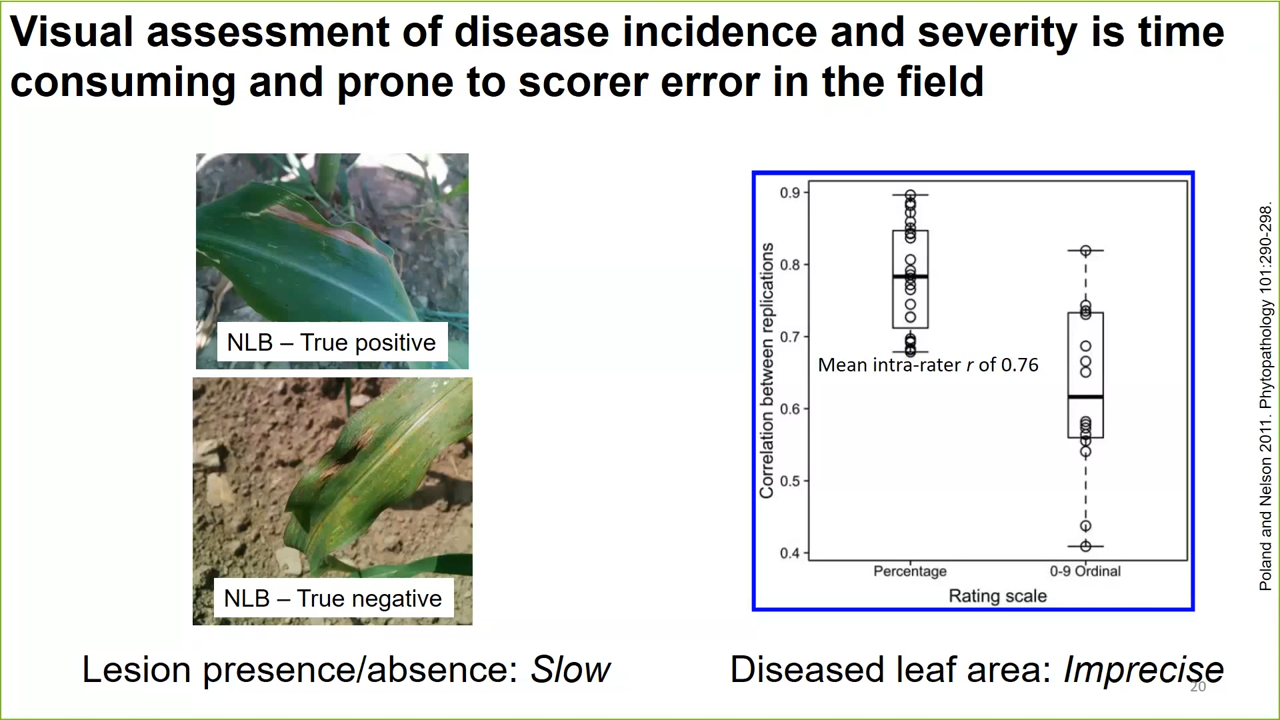 Visual assessment of disease incidence and severity is time
consuming and prone to scorer error in the field
NLB – True positive
NLB – True negative
Lesion presence/absence: Slow
Correlation between replications
0.9
0.8
0.7
0.6
0.5
0.4
Mean intra-rater r of 0.76
Percentage
0-9 Ordinal
Rating scale
Diseased leaf area: Imprecise
Poland and Nelson 2011. Phytopathology 101:290-298.
20